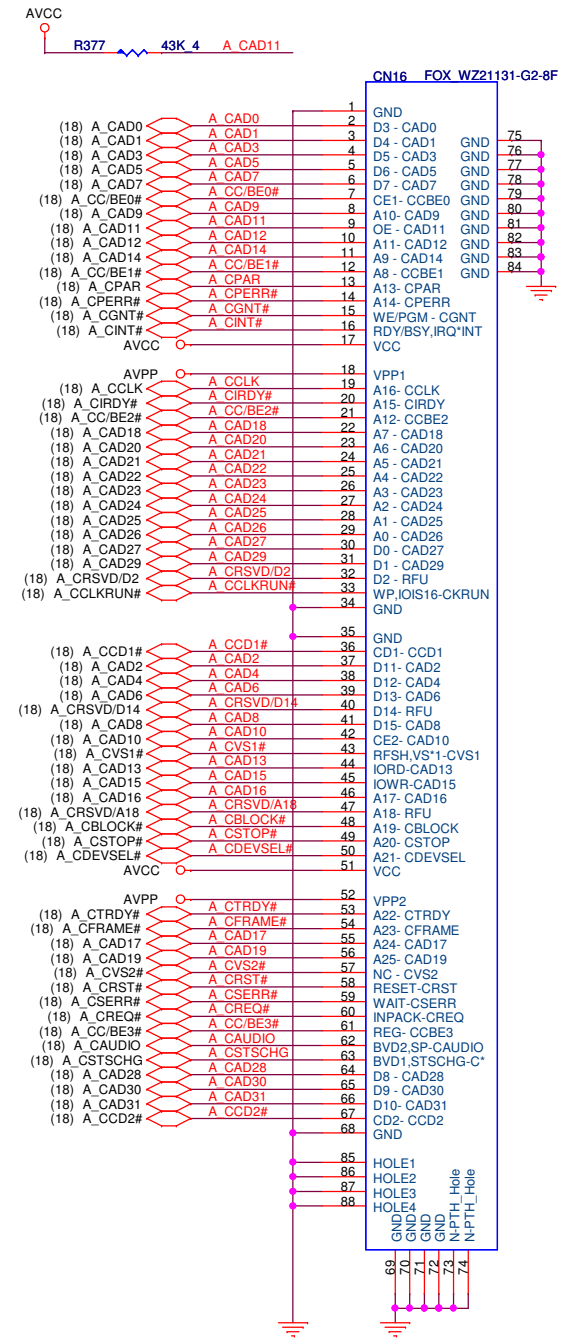 AVCC
R377 43K_4 A_CAD11
CN16 FOX_WZ21131-G2-8F
1 GND
(18) A_CAD0 A_CAD0 2 D3 - CAD0
(18) A_CAD1 A_CAD1 3 D4 - CAD1 GND 75
(18) A_CAD3 A_CAD3 4 D5 - CAD3 GND 76
(18) A_CAD5 A_CAD5 5 D6 - CAD5 GND 77
(18) A_CAD7 A_CAD7 6 D7 - CAD7 GND 78
(18) A_CC/BE0# A_CC/BE0# 7 CE1- CCBE0 GND 79
(18) A_CAD9 A_CAD9 8 A10- CAD9 GND 80
(18) A_CAD11 A_CAD11 9 OE - CAD11 GND 81
(18) A_CAD12 A_CAD12 10 A11- CAD12 GND 82
(18) A_CAD14 A_CAD14 11 A9 - CAD14 GND 83
(18) A_CC/BE1# A_CC/BE1# 12 A8 - CCBE1 GND 84
(18) A_CPAR A_CPAR 13 A13- CPAR
(18) A_CPERR# A_CPERR# 14 A14- CPERR
(18) A_CGNT# A_CGNT# 15 WE/PGM - CGNT
(18) A_CINT# A_CINT# 16 RDY/BSY,IRQ*INT
AVCC 17 VCC
AVPP 18 VPP1
(18) A_CCLK A_CCLK 19 A16- CCLK
(18) A_CIRDY# A_CIRDY# 20 A15- CIRDY
(18) A_CC/BE2# A_CC/BE2# 21 A12- CCBE2
(18) A_CAD18 A_CAD18 22 A7 - CAD18
(18) A_CAD20 A_CAD20 23 A6 - CAD20
(18) A_CAD21 A_CAD21 24 A5 - CAD21
(18) A_CAD22 A_CAD22 25 A4 - CAD22
(18) A_CAD23 A_CAD23 26 A3 - CAD23
(18) A_CAD24 A_CAD24 27 A2 - CAD24
(18) A_CAD25 A_CAD25 28 A1 - CAD25
(18) A_CAD26 A_CAD26 29 A0 - CAD26
(18) A_CAD27 A_CAD27 30 D0 - CAD27
(18) A_CAD29 A_CAD29 31 D1 - CAD29
(18) A_CRSVD/D2 A_CRSVD/D2 32 D2 - RFU
(18) A_CCLKRUN# A_CCLKRUN# 33 WP,IOIS16-CKRUN
34 GND
35 GND
(18) A_CCD1# A_CCD1# 36 CD1- CCD1
(18) A_CAD2 A_CAD2 37 D11- CAD2
(18) A_CAD4 A_CAD4 38 D12- CAD4
(18) A_CAD6 A_CAD6 39 D13- CAD6
(18) A_CRSVD/D14 A_CRSVD/D14 40 D14- RFU
(18) A_CAD8 A_CAD8 41 D15- CAD8
(18) A_CAD10 A_CAD10 42 CE2- CAD10
(18) A_CVS1# A_CVS1# 43 RFSH,VS*1-CVS1
(18) A_CAD13 A_CAD13 44 IORD-CAD13
(18) A_CAD15 A_CAD15 45 IOWR-CAD15
(18) A_CAD16 A_CAD16 46 A17- CAD16
(18) A_CRSVD/A18 A_CRSVD/A18 47 A18- RFU
(18) A_CBLOCK# A_CBLOCK# 48 A19- CBLOCK
(18) A_CSTOP# A_CSTOP# 49 A20- CSTOP
(18) A_CDEVSEL# A_CDEVSEL# 50 A21- CDEVSEL
AVCC 51 VCC
AVPP 52 VPP2
(18) A_CTRDY# A_CTRDY# 53 A22- CTRDY
(18) A_CFRAME# A_CFRAME# 54 A23- CFRAME
(18) A_CAD17 A_CAD17 55 A24- CAD17
(18) A_CAD19 A_CAD19 56 A25- CAD19
(18) A_CVS2# A_CVS2# 57 NC - CVS2
(18) A_CRST# A_CRST# 58 RESET-CRST
(18) A_CSERR# A_CSERR# 59 WAIT-CSERR
(18) A_CREQ# A_CREQ# 60 INPACK-CREQ
(18) A_CC/BE3# A_CC/BE3# 61 REG- CCBE3
(18) A_CAUDIO A_CAUDIO 62 BVD2,SP-CAUDIO
(18) A_CSTSCHG A_CSTSCHG 63 BVD1,STSCHG-C*
(18) A_CAD28 A_CAD28 64 D8 - CAD28
(18) A_CAD30 A_CAD30 65 D9 - CAD30
(18) A_CAD31 A_CAD31 66 D10- CAD31
(18) A_CCD2# A_CCD2# 67 CD2- CCD2
68 GND
85 HOLE1
86 HOLE2
87 HOLE3
88 HOLE4
GND GND GND GND N-PTH_Hole N-PTH_Hole
69 70 71 72 73 74